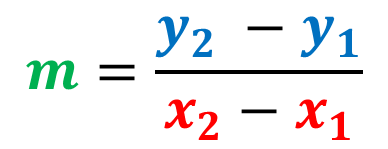 m = (y₂ − y₁) / (x₂ − x₁)